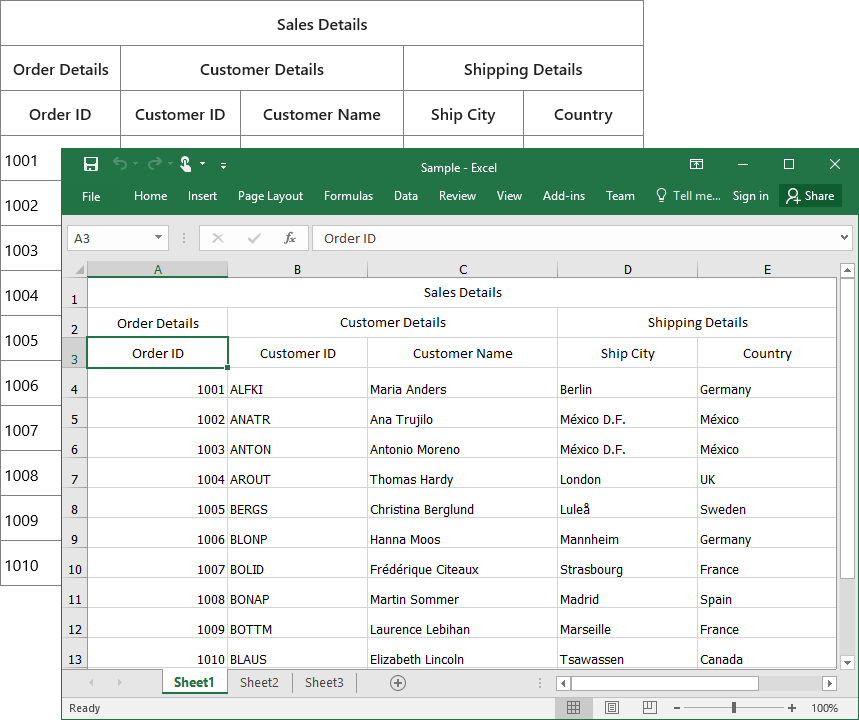 Sales Details
Order Details Customer Details Shipping Details
Order ID Customer ID Customer Name Ship City Country
1001
1002
1003
1004
1005
1006
1007
1008
1009
1010
Sample - Excel
File Home Insert Page Layout Formulas Data Review View Add-ins Team Tell me... Sign in Share
A3 fx Order ID
A B C D E
1 Sales Details
2 Order Details Customer Details Shipping Details
3 Order ID Customer ID Customer Name Ship City Country
4 1001 ALFKI Maria Anders Berlin Germany
5 1002 ANATR Ana Trujilo México D.F. México
6 1003 ANTON Antonio Moreno México D.F. México
7 1004 AROUT Thomas Hardy London UK
8 1005 BERGS Christina Berglund Luleå Sweden
9 1006 BLONP Hanna Moos Mannheim Germany
10 1007 BOLID Frédérique Citeaux Strasbourg France
11 1008 BONAP Martin Sommer Madrid Spain
12 1009 BOTTM Laurence Lebihan Marseille France
13 1010 BLAUS Elizabeth Lincoln Tsawassen Canada
Sheet1 Sheet2 Sheet3
Ready 100%